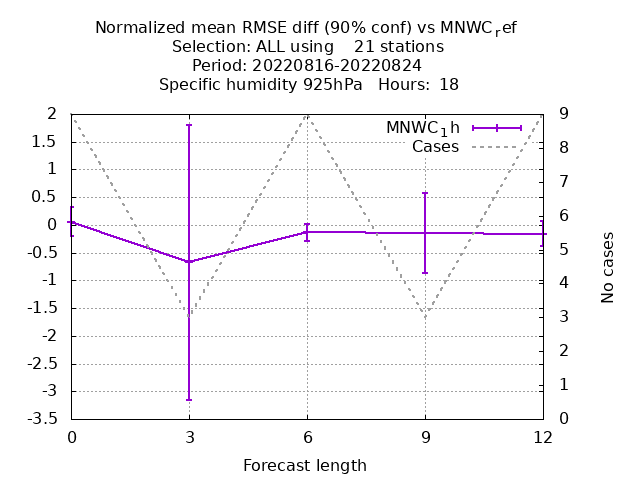 Normalized mean RMSE diff (90% conf) vs MNWC_ref
Selection: ALL using 21 stations
Period: 20220816-20220824
Specific humidity 925hPa Hours: 18
MNWC_1h
Cases
2
1.5
1
0.5
0
-0.5
-1
-1.5
-2
-2.5
-3
-3.5
9
8
7
6
5
4
3
2
1
0
No cases
0 3 6 9 12
Forecast length